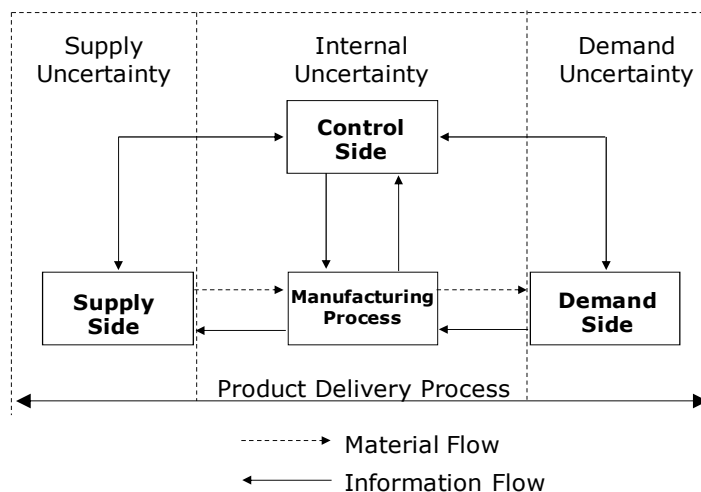 Supply
Uncertainty
Internal
Uncertainty
Demand
Uncertainty
Control
Side
Supply
Side
Manufacturing
Process
Demand
Side
Product Delivery Process
Material Flow
Information Flow